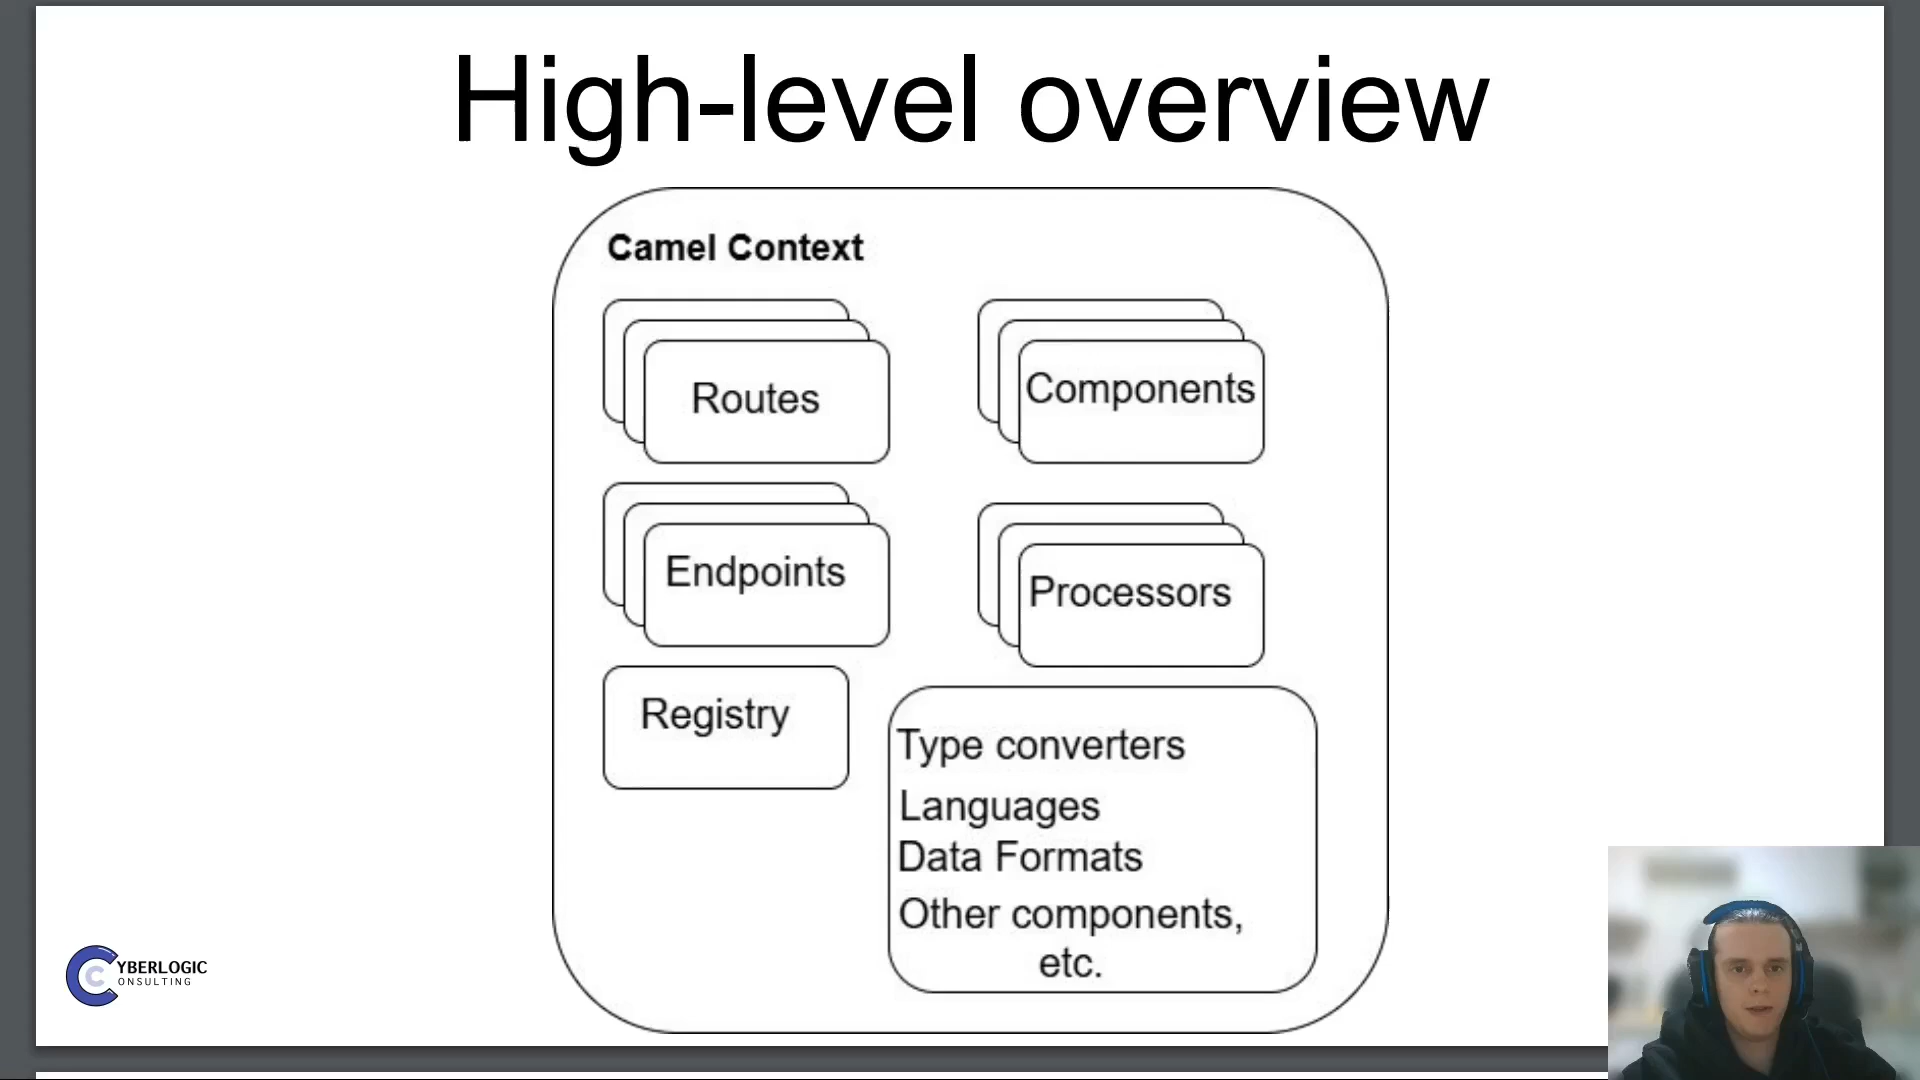 High-level overview
Camel Context
Routes
Components
Endpoints
Processors
Registry
Type converters
Languages
Data Formats
Other components,
etc.
C YBERLOGIC
C ONSULTING